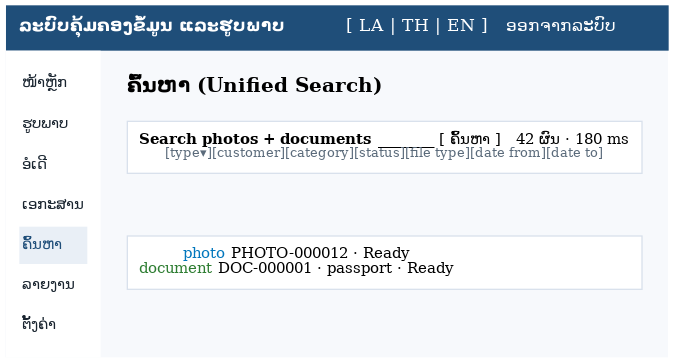 ລະບົບຄຸ້ມຄອງຂໍ້ມູນ ແລະຮູບພາບ [ LA | TH | EN ] ອອກຈາກລະບົບ
ໜ້າຫຼັກ
ຮູບພາບ
ອໍເດີ
ເອກະສານ
ຄົ້ນຫາ
ລາຍງານ
ຕັ້ງຄ່າ
ຄົ້ນຫາ (Unified Search)
Search photos + documents ________ [ ຄົ້ນຫາ ] 42 ຜົນ · 180 ms
[type▾][customer][category][status][file type][date from][date to]
photo PHOTO-000012 · Ready
document DOC-000001 · passport · Ready